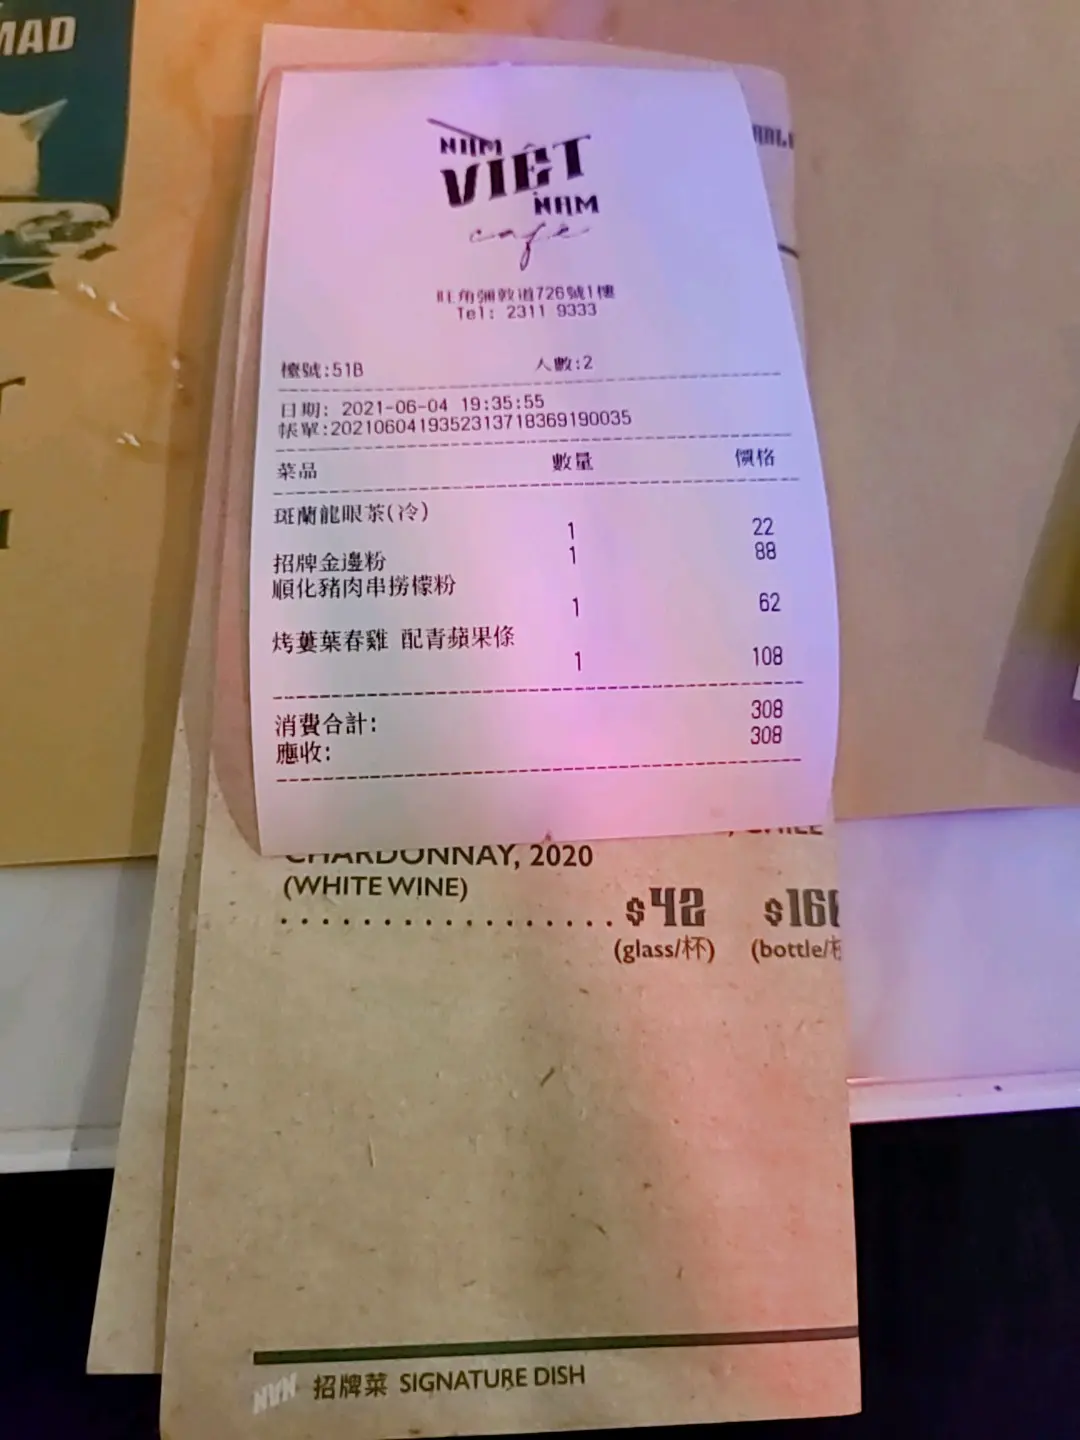 MAD
NAM
VIỆT
NAM
café
旺角彌敦道726號1樓
Tel: 2311 9333
檯號:51B 人數:2
日期: 2021-06-04 19:35:55
帳單:2021060419352313718369190035
菜品 數量 價格
斑蘭龍眼茶(冷)
1 22
招牌金邊粉 1 88
順化豬肉串撈檬粉
1 62
烤蔞葉春雞 配青蘋果條
1 108
消費合計: 308
應收: 308
CHARDONNAY, 2020
(WHITE WINE)
$42
(glass/杯) (bottle/
NVN 招牌菜 SIGNATURE DISH